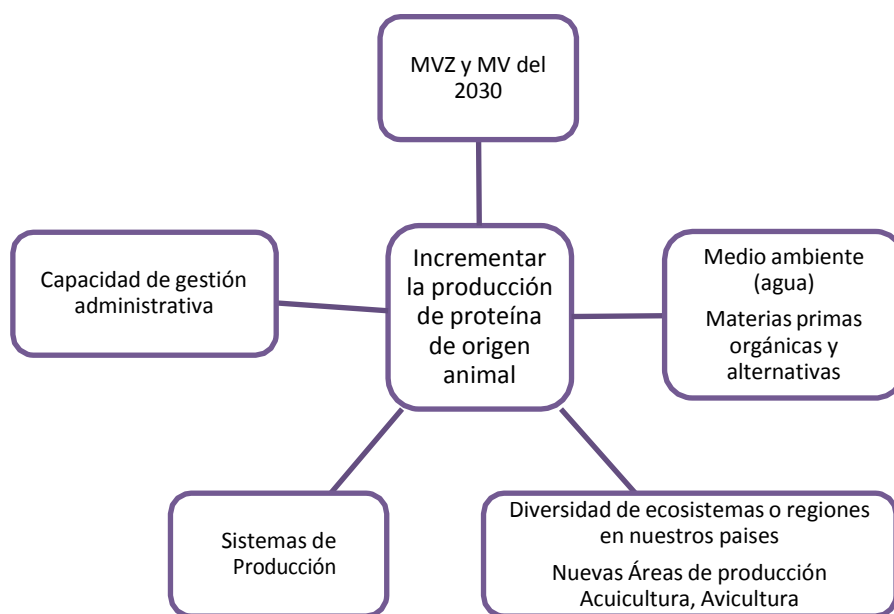 MVZ y MV del
2030
Capacidad de gestión
administrativa
Incrementar
la producción
de proteína
de origen
animal
Medio ambiente
(agua)
Materias primas
orgánicas y
alternativas
Sistemas de
Producción
Diversidad de ecosistemas o regiones
en nuestros paises
Nuevas Áreas de producción
Acuicultura, Avicultura